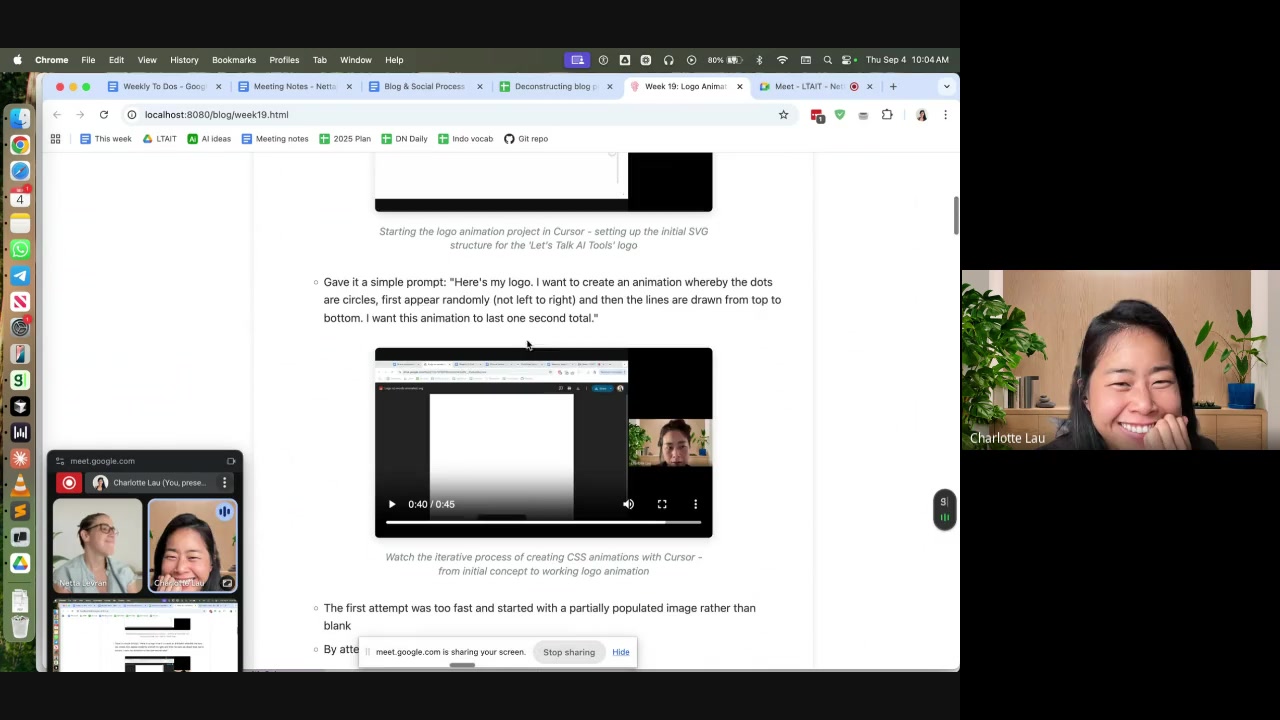 Chrome File Edit View History Bookmarks Profiles Tab Window Help 80% Thu Sep 4 10:04 AM
Weekly To Dos - Goog Meeting Notes - Netta Blog & Social Process Deconstructing blog p Week 19: Logo Anima Meet - LTAIT - Net
localhost:8080/blog/week19.html
This week LTAIT AI ideas Meeting notes 2025 Plan DN Daily Indo vocab Git repo
Starting the logo animation project in Cursor - setting up the initial SVG
structure for the 'Let's Talk AI Tools' logo
Gave it a simple prompt: "Here's my logo. I want to create an animation whereby the dots
are circles, first appear randomly (not left to right) and then the lines are drawn from top to
bottom. I want this animation to last one second total."
0:40 / 0:45
Watch the iterative process of creating CSS animations with Cursor -
from initial concept to working logo animation
The first attempt was too fast and started with a partially populated image rather than
blank
By atte
meet.google.com is sharing your screen. Stop sharing Hide
meet.google.com
Charlotte Lau (You, prese...
Netta Levran
Charlotte Lau
Charlotte Lau